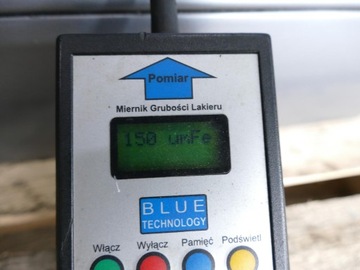 Pomiar
Miernik Grubości Lakieru
150 umFe
BLUE
TECHNOLOGY
Włącz Wyłącz Pamięć Podświetl